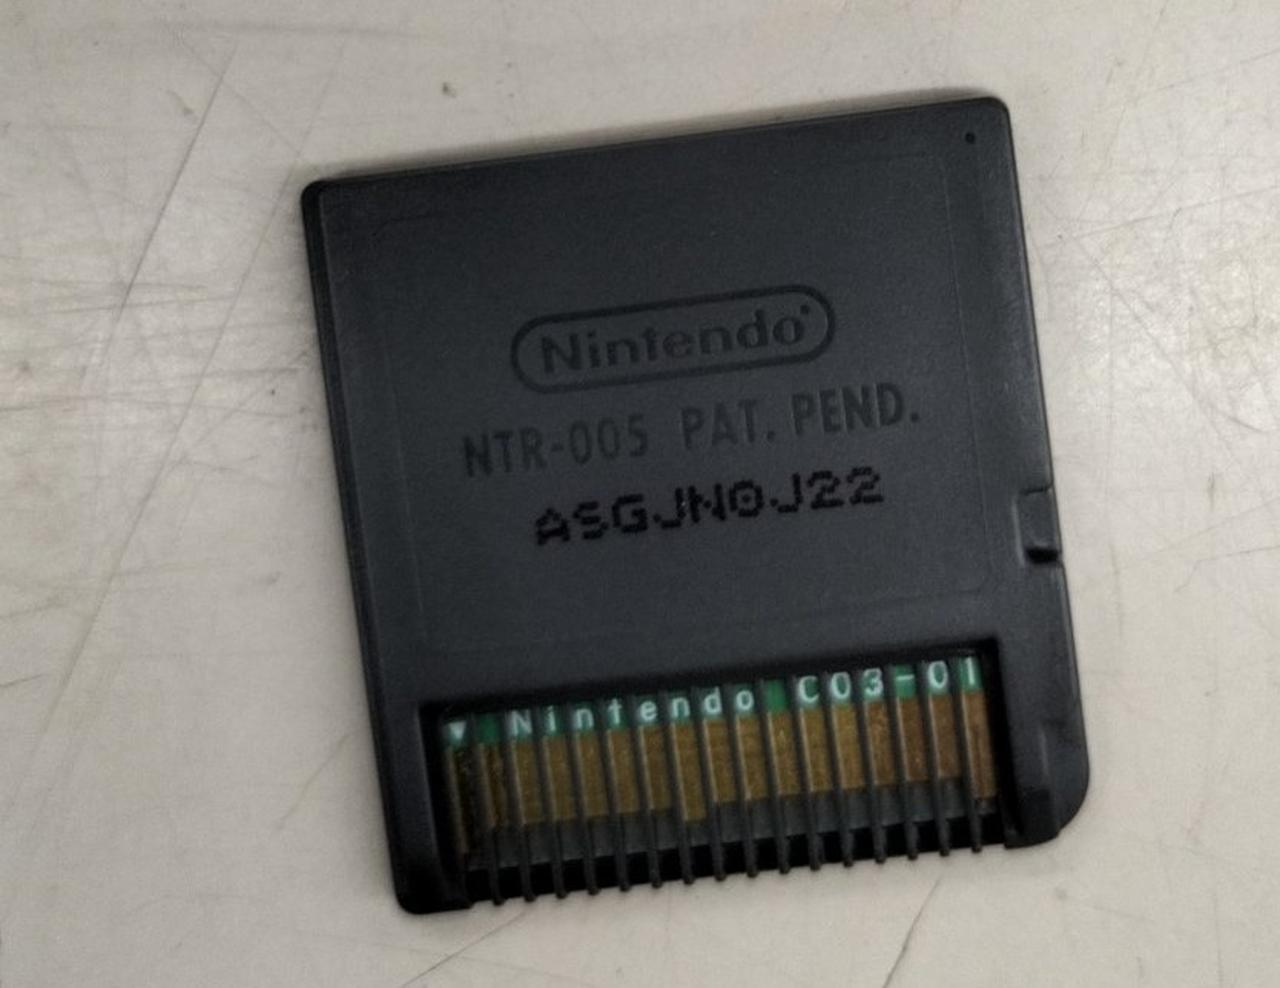 Nintendo
NTR-005 PAT. PEND.
ASGJN0J22
▼ Nintendo C03-01